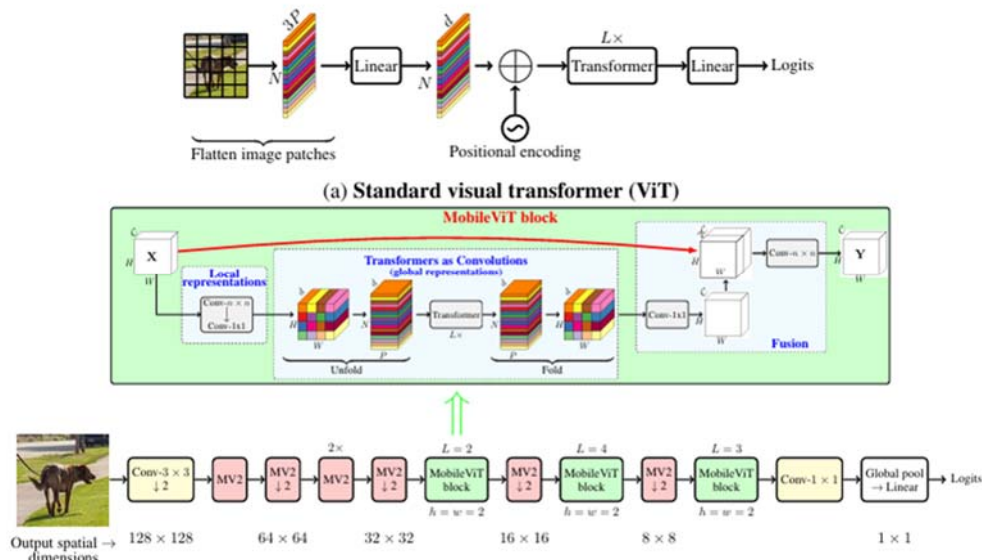 3P
d
N
Linear
N
L×
Transformer
Linear
Logits
Flatten image patches
Positional encoding
(a) Standard visual transformer (ViT)
MobileViT block
C
H
X
W
Local
representations
Conv-n × n
Conv-1x1
Transformers as Convolutions
(global representations)
H
W
N
P
Transformer
L×
N
P
H
W
Unfold
Fold
Conv-1x1
C
H
W
H
W
Conv-n × n
C
H
Y
W
Fusion
Conv-3 × 3
↓ 2
MV2
MV2
↓ 2
2×
MV2
MV2
↓ 2
L = 2
MobileViT
block
h = w = 2
MV2
↓ 2
L = 4
MobileViT
block
h = w = 2
MV2
↓ 2
L = 3
MobileViT
block
h = w = 2
Conv-1 × 1
Global pool
→ Linear
Logits
Output spatial →
dimensions
128 × 128
64 × 64
32 × 32
16 × 16
8 × 8
1 × 1